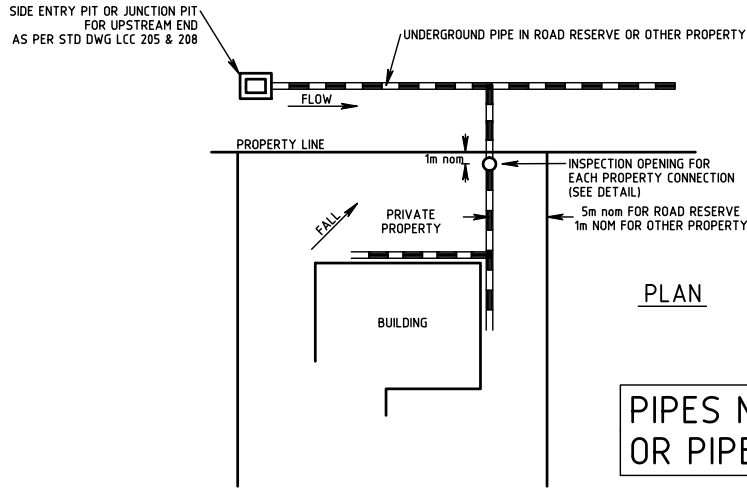 SIDE ENTRY PIT OR JUNCTION PIT
FOR UPSTREAM END
AS PER STD DWG LCC 205 & 208
UNDERGROUND PIPE IN ROAD RESERVE OR OTHER PROPERTY
FLOW
PROPERTY LINE
1m nom
INSPECTION OPENING FOR
EACH PROPERTY CONNECTION
(SEE DETAIL)
5m nom FOR ROAD RESERVE
1m NOM FOR OTHER PROPERTY
FALL
PRIVATE
PROPERTY
BUILDING
PLAN
PIPES
OR PIPE